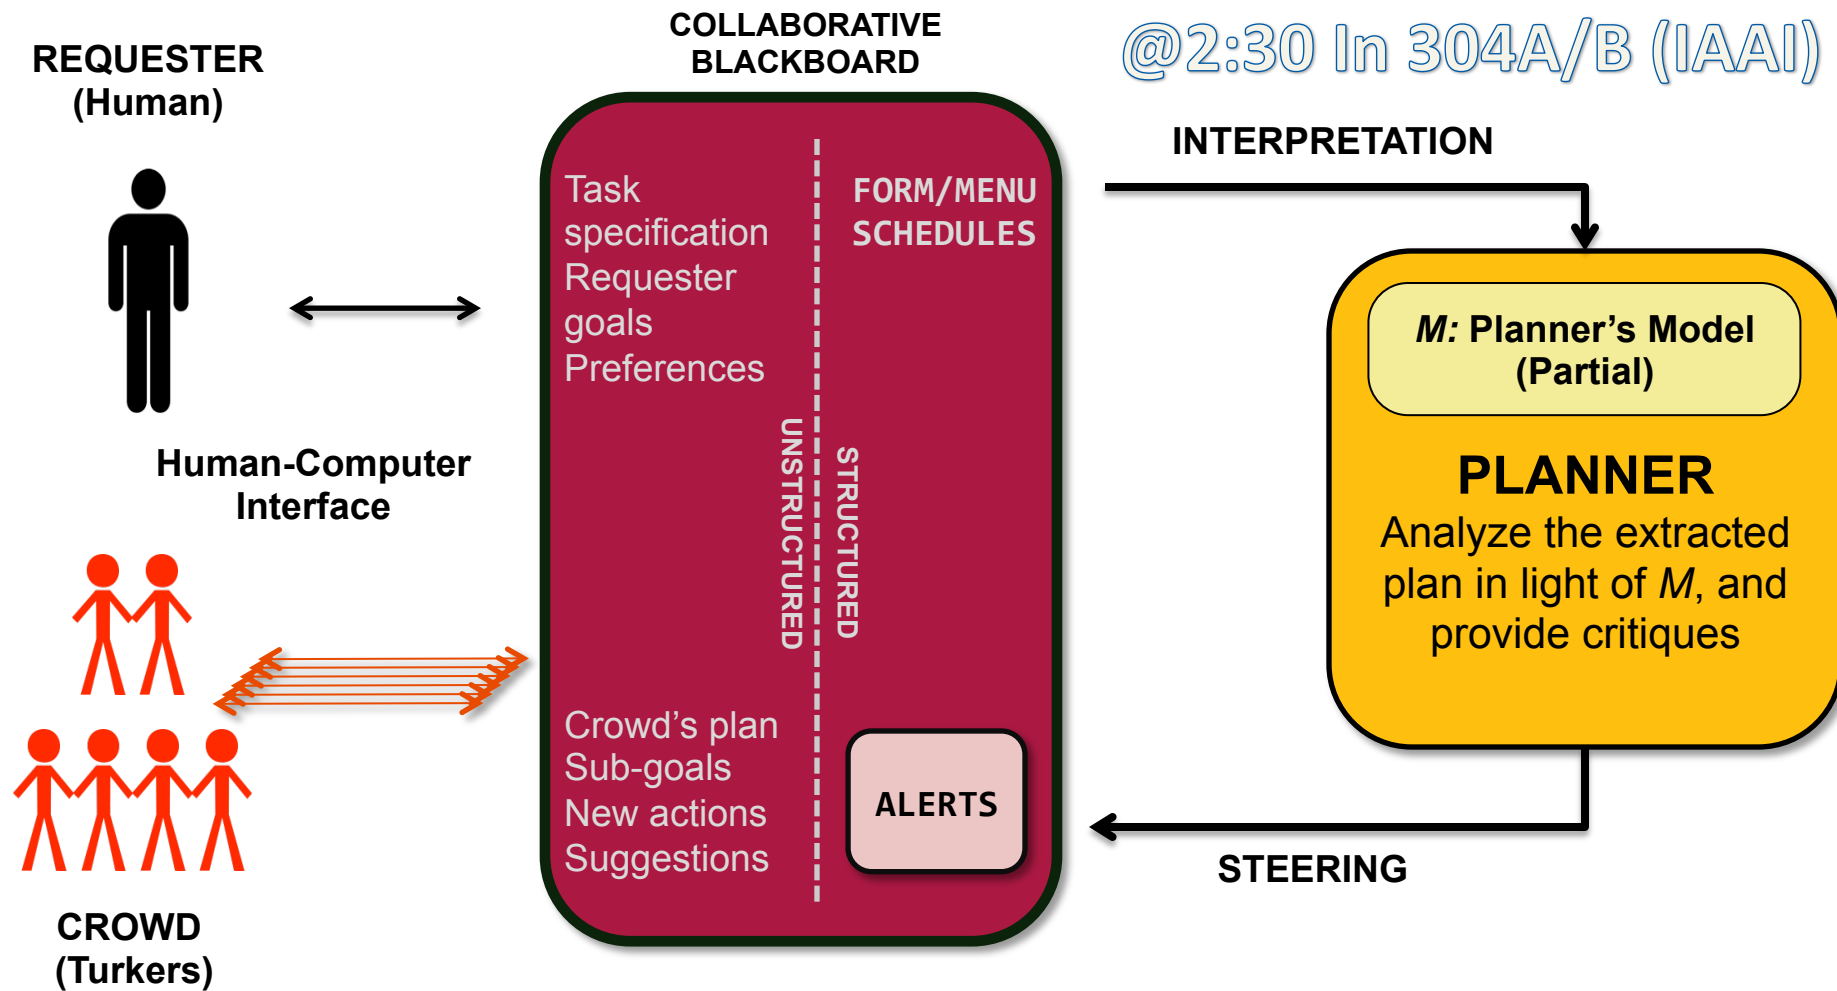 REQUESTER
(Human)
COLLABORATIVE
BLACKBOARD
@2:30 In 304A/B (IAAI)
Human-Computer
Interface
CROWD
(Turkers)
Task
specification
Requester
goals
Preferences
UNSTRUCTURED
Crowd's plan
Sub-goals
New actions
Suggestions
FORM/MENU
SCHEDULES
STRUCTURED
ALERTS
INTERPRETATION
M: Planner's Model
(Partial)
PLANNER
Analyze the extracted
plan in light of M, and
provide critiques
STEERING